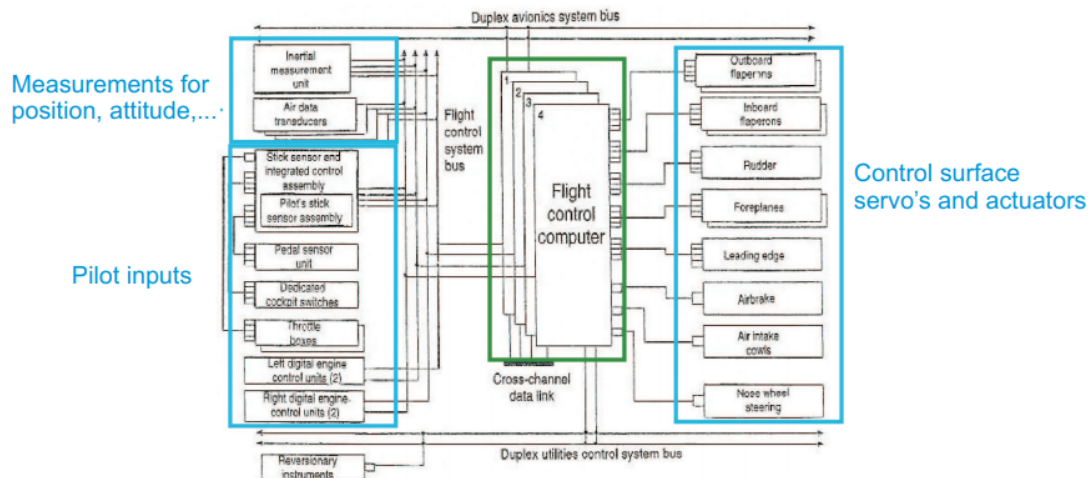 Duplex avionics system bus
Measurements for
position, attitude,...
Inertial
measurement
unit
Air data
transducers
Flight
control
system
bus
1
2
3
4
Flight
control
computer
Outboard
flaperons
Inboard
flaperons
Rudder
Foreplanes
Leading edge
Airbrake
Air intake
cowls
Nose wheel
steering
Control surface
servo's and actuators
Stick sensor and
integrated control
assembly
Pilot's stick
sensor assembly
Pilot inputs
Pedal sensor
unit
Dedicated
cockpit switches
Throttle
boxes
Left digital engine
control units (2)
Right digital engine
control units (2)
Cross-channel
data link
Duplex utilities control system bus
Reversionary
instruments